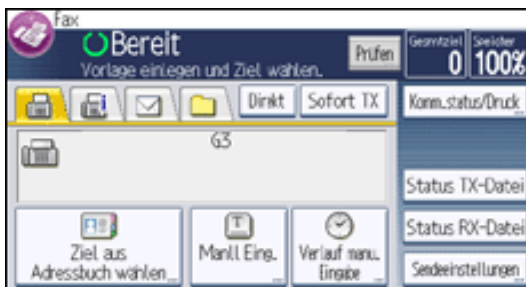 Fax
Bereit
Vorlage einlegen und Ziel wählen.
Prüfen
Gesmtziel
0
Speicher
100%
Direkt
Sofort TX
Komm.status/Druck
G3
Status TX-Datei
Status RX-Datei
Ziel aus
Adressbuch wählen
Manll Eing.
Verlauf manu.
Eingabe
Sendeeinstellungen